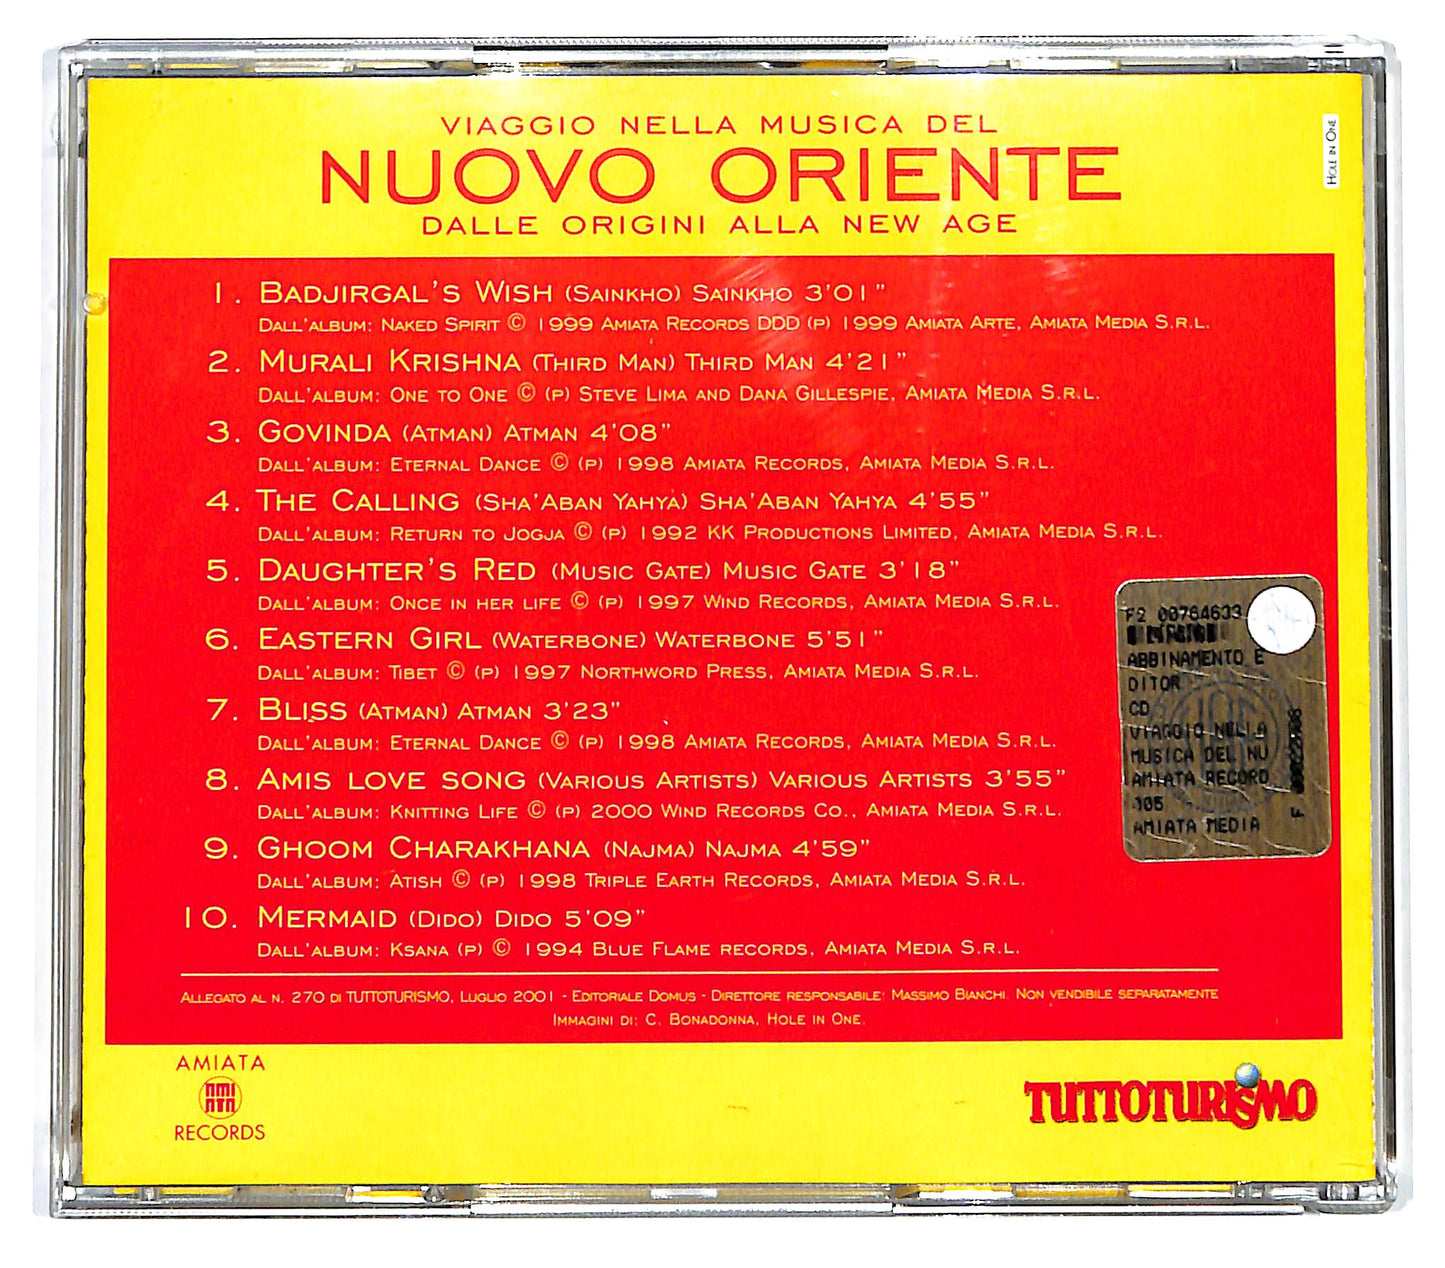 VIAGGIO NELLA MUSICA DEL
NUOVO ORIENTE
DALLE ORIGINI ALLA NEW AGE
HOLE IN ONE
1. BADJIRGAL'S WISH (SAINKHO) SAINKHO 3'01"
DALL'ALBUM: NAKED SPIRIT © 1999 AMIATA RECORDS DDD (P) 1999 AMIATA ARTE, AMIATA MEDIA S.R.L.
2. MURALI KRISHNA (THIRD MAN) THIRD MAN 4'21"
DALL'ALBUM: ONE TO ONE © (P) STEVE LIMA AND DANA GILLESPIE, AMIATA MEDIA S.R.L.
3. GOVINDA (ATMAN) ATMAN 4'08"
DALL'ALBUM: ETERNAL DANCE © (P) 1998 AMIATA RECORDS, AMIATA MEDIA S.R.L.
4. THE CALLING (SHA'ABAN YAHYA) SHA'ABAN YAHYA 4'55"
DALL'ALBUM: RETURN TO JOGJA © (P) 1992 KK PRODUCTIONS LIMITED, AMIATA MEDIA S.R.L.
5. DAUGHTER'S RED (MUSIC GATE) MUSIC GATE 3'18"
DALL'ALBUM: ONCE IN HER LIFE © (P) 1997 WIND RECORDS, AMIATA MEDIA S.R.L.
6. EASTERN GIRL (WATERBONE) WATERBONE 5'51"
DALL'ALBUM: TIBET © (P) 1997 NORTHWORD PRESS, AMIATA MEDIA S.R.L.
7. BLISS (ATMAN) ATMAN 3'23"
DALL'ALBUM: ETERNAL DANCE © (P) 1998 AMIATA RECORDS, AMIATA MEDIA S.R.L.
8. AMIS LOVE SONG (VARIOUS ARTISTS) VARIOUS ARTISTS 3'55"
DALL'ALBUM: KNITTING LIFE © (P) 2000 WIND RECORDS CO., AMIATA MEDIA S.R.L.
9. GHOOM CHARAKHANA (NAJMA) NAJMA 4'59"
DALL'ALBUM: ATISH © (P) 1998 TRIPLE EARTH RECORDS, AMIATA MEDIA S.R.L.
10. MERMAID (DIDO) DIDO 5'09"
DALL'ALBUM: KSANA (P) © 1994 BLUE FLAME RECORDS, AMIATA MEDIA S.R.L.
F2 00764633
ABBINAMENTO E
DITOR
CD
VIAGGIO NELLA
MUSICA DEL NU
AMIATA RECORD
005
AMIATA MEDIA
ALLEGATO AL N. 270 DI TUTTOTURISMO, LUGLIO 2001 - EDITORIALE DOMUS - DIRETTORE RESPONSABILE: MASSIMO BIANCHI. NON VENDIBILE SEPARATAMENTE
IMMAGINI DI: C. BONADONNA, HOLE IN ONE.
AMIATA
AMI
ATA
RECORDS
TUTTOTURISMO